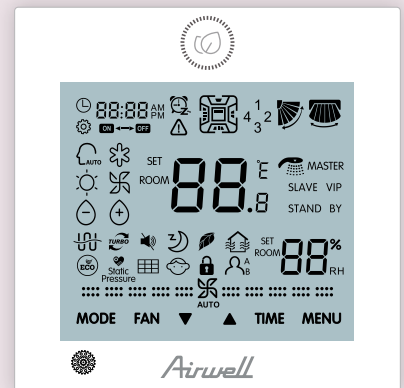 88:88 AM
PM
ON OFF
4 1 2
3
AUTO
SET
ROOM
88.8
°F
°C
MASTER
SLAVE VIP
STAND BY
TURBO
ECO
Static
Pressure
A
B
SET
ROOM
88%
RH
AUTO
MODE FAN ▼ ▲ TIME MENU
Airwell